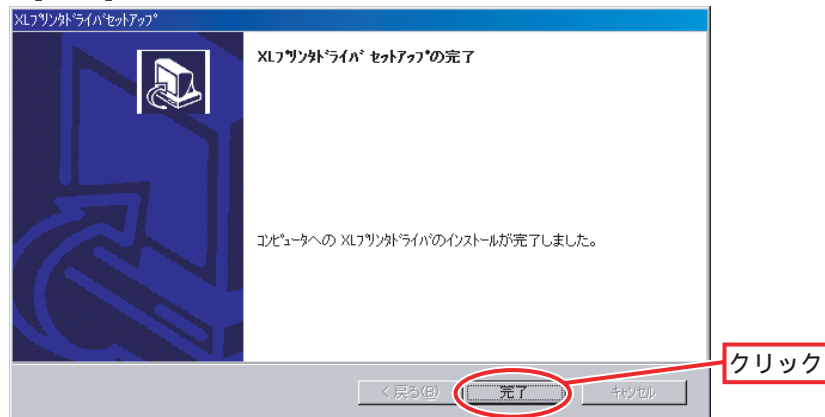 XLプリンタドライバセットアップ
XLプリンタドライバ セットアップの完了
コンピュータへの XLプリンタドライバのインストールが完了しました。
クリック
< 戻る(B)
完了
キャンセル